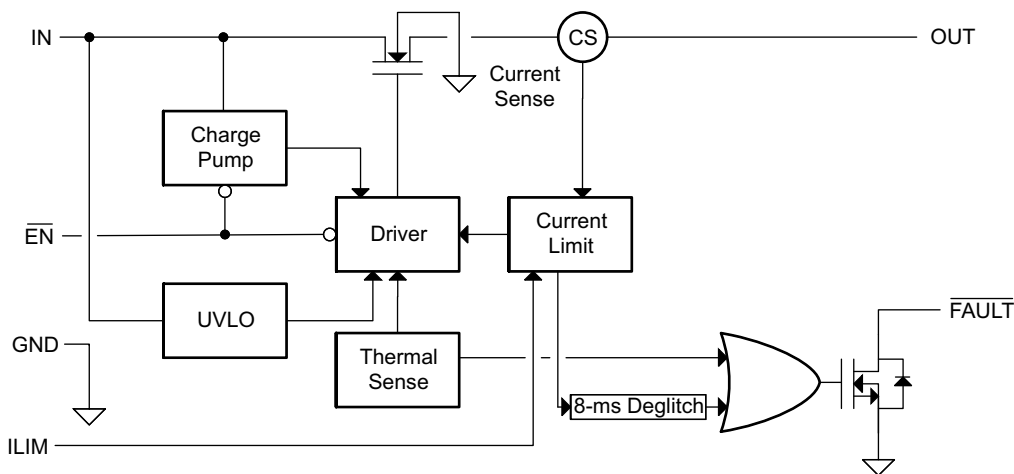 IN
CS
OUT
Current
Sense
Charge
Pump
EN
Driver
Current
Limit
UVLO
FAULT
GND
Thermal
Sense
8-ms Deglitch
ILIM